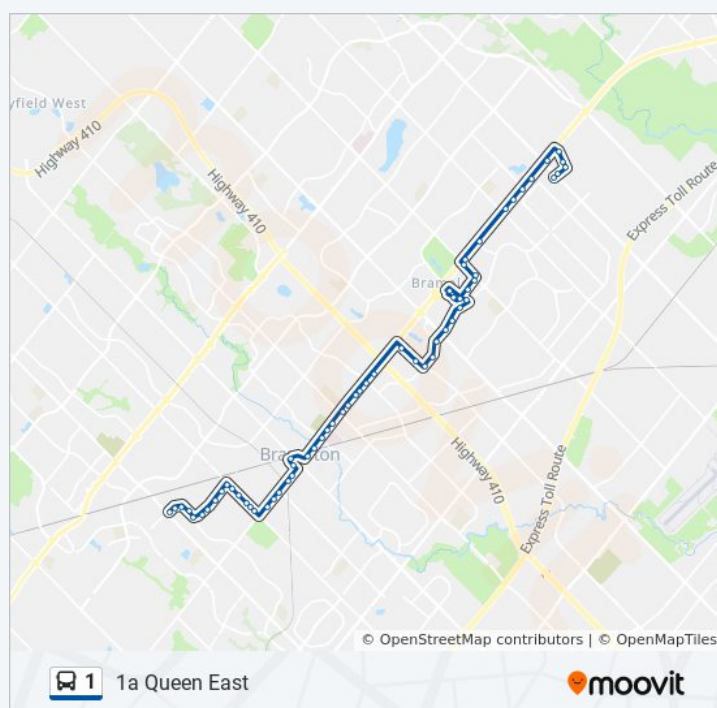 yfield West
Highway 410
Highway 410
Express Toll Route
Brampton
Highway 410
Express Toll Route
© OpenStreetMap contributors | © OpenMapTiles
1 1a Queen East
moovit